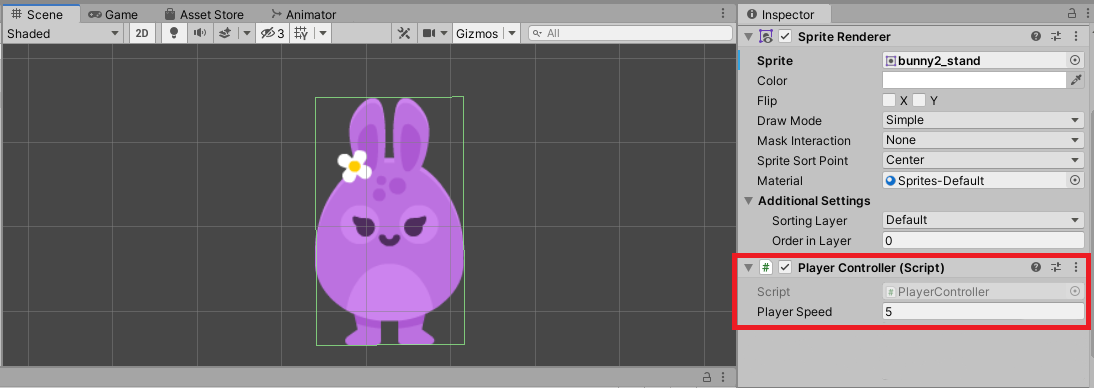 Scene
Game
Asset Store
Animator
Shaded
2D
3
Gizmos
All
Inspector
Sprite Renderer
Sprite
bunny2_stand
Color
Flip
X
Y
Draw Mode
Simple
Mask Interaction
None
Sprite Sort Point
Center
Material
Sprites-Default
Additional Settings
Sorting Layer
Default
Order in Layer
0
# Player Controller (Script)
Script
# PlayerController
Player Speed
5